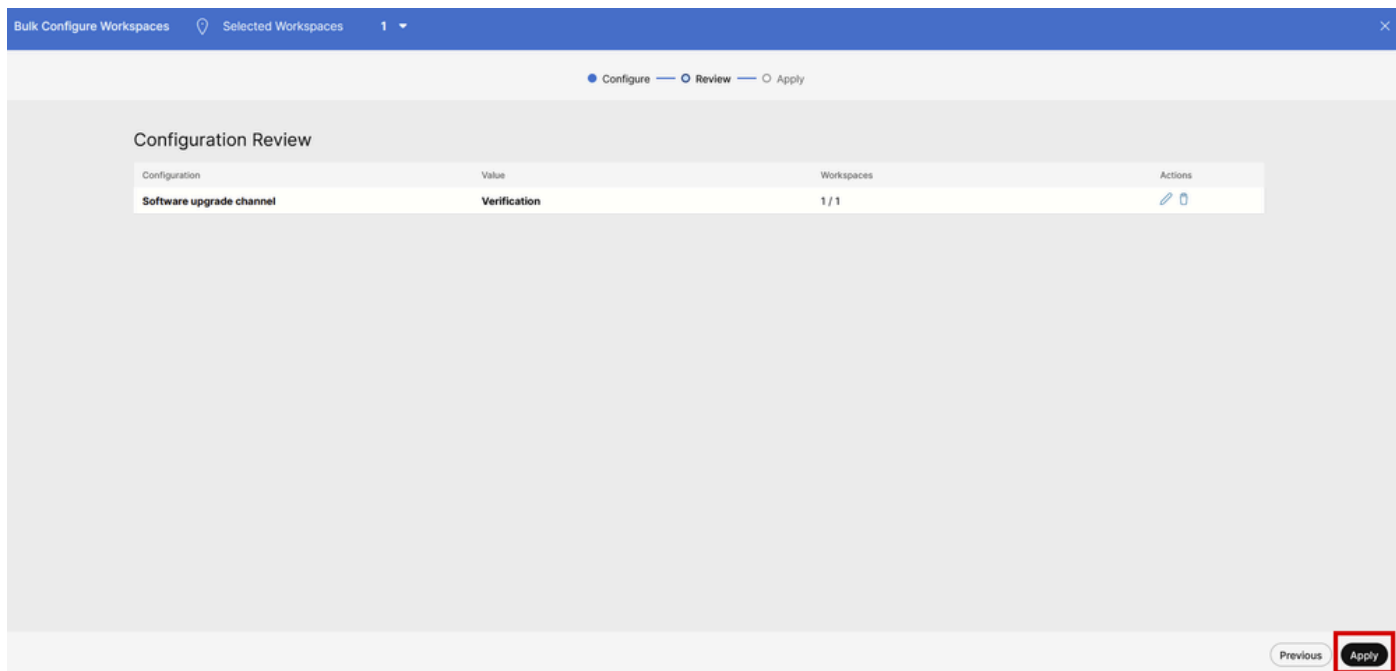 Bulk Configure Workspaces Selected Workspaces 1
Configure Review Apply
Configuration Review
Configuration Value Workspaces Actions
Software upgrade channel Verification 1 / 1
Previous Apply